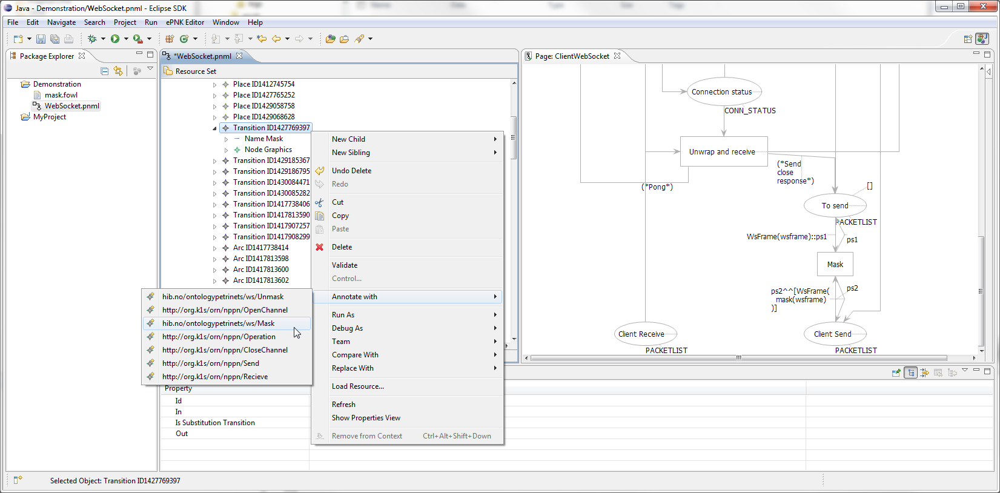 Java - Demonstration/WebSocket.pnml - Eclipse SDK
File Edit Navigate Search Project Run ePNK Editor Window Help
Package Explorer
Demonstration
mask.fowl
WebSocket.pnml
MyProject
*WebSocket.pnml
Resource Set
Place ID1412745754
Place ID1427765252
Place ID1429058758
Place ID1429068628
Transition ID1427769397
Name Mask
Node Graphics
Transition ID1429185367
Transition ID1429186795
Transition ID1430084471
Transition ID1430085282
Transition ID1417738406
Transition ID1417813590
Transition ID1417907257
Transition ID1417908299
Arc ID1417738414
Arc ID1417813598
Arc ID1417813600
Arc ID1417813602
New Child
New Sibling
Undo Delete
Redo
Cut
Copy
Paste
Delete
Validate
Control...
Annotate with
Run As
Debug As
Team
Compare With
Replace With
Load Resource...
Refresh
Show Properties View
Remove from Context Ctrl+Alt+Shift+Down
hib.no/ontologypetrinets/ws/Unmask
http://org.k1s/orn/nppn/OpenChannel
hib.no/ontologypetrinets/ws/Mask
http://org.k1s/orn/nppn/Operation
http://org.k1s/orn/nppn/CloseChannel
http://org.k1s/orn/nppn/Send
http://org.k1s/orn/nppn/Recieve
Property
Id
In
Is Substitution Transition
Out
Page: ClientWebSocket
Connection status
CONN_STATUS
Unwrap and receive
(*Send
close
response*)
(*Pong*)
[]
To send
PACKETLIST
WsFrame(wsframe)::ps1
ps1
Mask
ps2
ps2^^[WsFrame(
mask(wsframe)
)]
Client Receive
PACKETLIST
Client Send
PACKETLIST
Selected Object: Transition ID1427769397